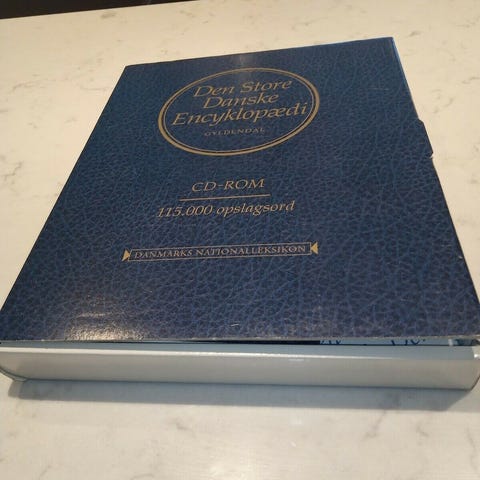 Den Store
Danske
Encyklopædi
GYLDENDAL
CD-ROM
115.000 opslagsord
DANMARKS NATIONALLEKSIKON